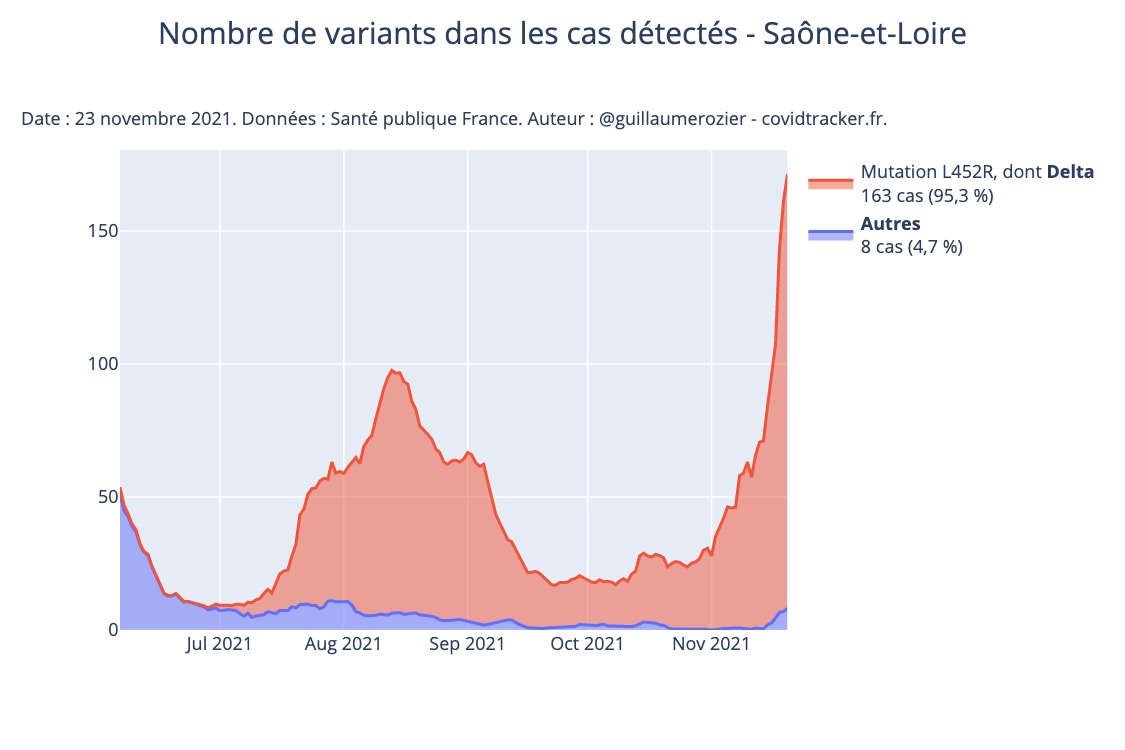 Nombre de variants dans les cas détectés - Saône-et-Loire
Date : 23 novembre 2021. Données : Santé publique France. Auteur : @guillaumerozier - covidtracker.fr.
Mutation L452R, dont Delta
163 cas (95,3 %)
Autres
8 cas (4,7 %)
150
100
50
0
Jul 2021
Aug 2021
Sep 2021
Oct 2021
Nov 2021